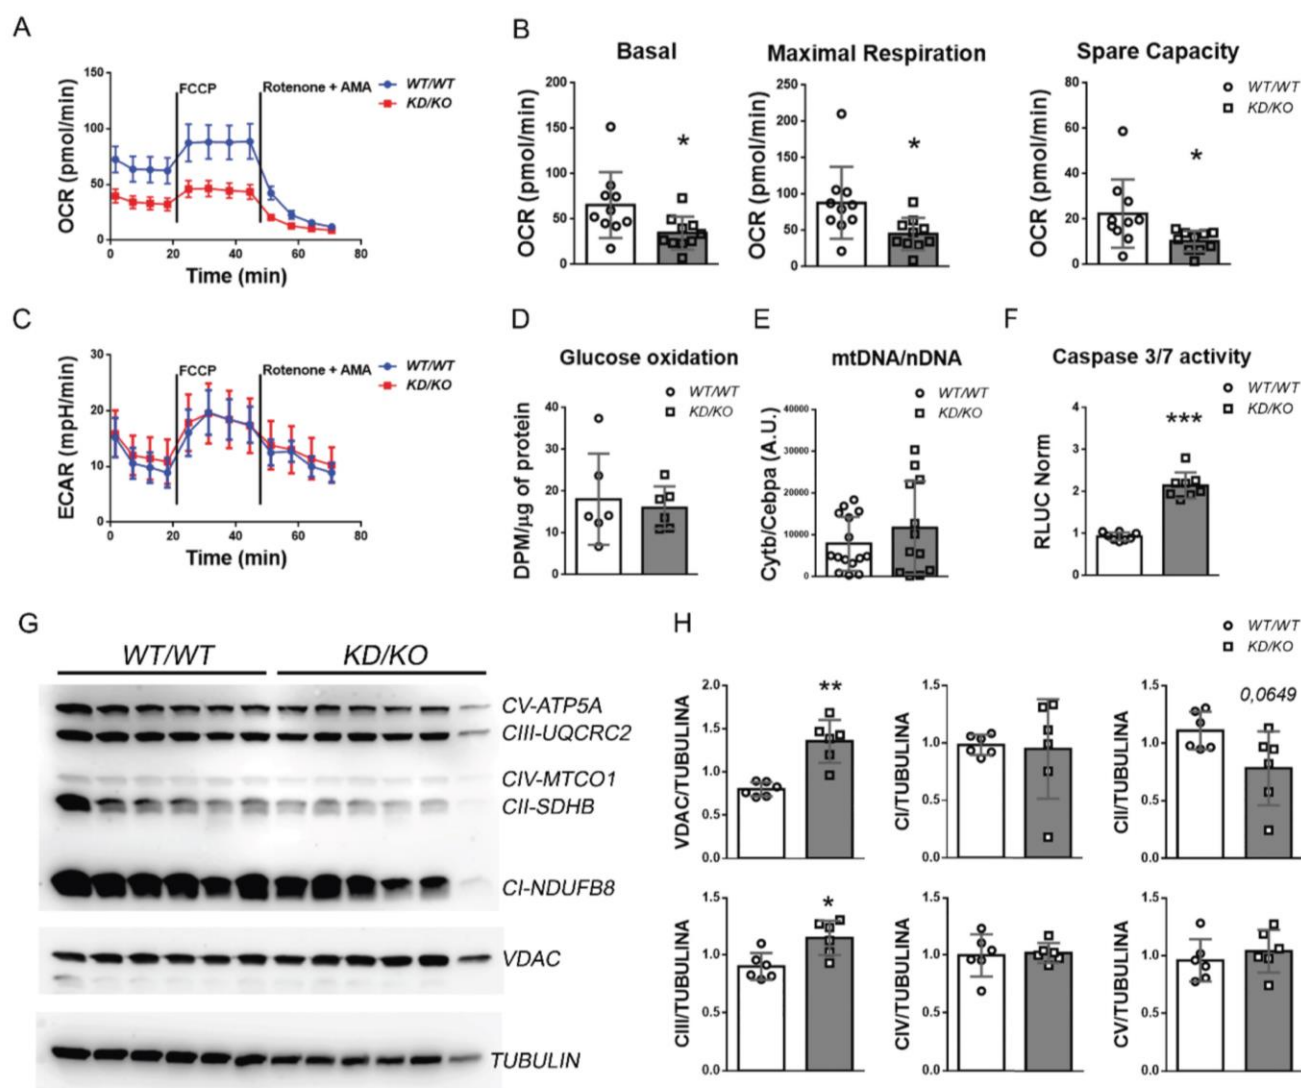 A
OCR (pmol/min)
150
100
50
0
0
20
40
60
80
Time (min)
FCCP
Rotenone + AMA
WT/WT
KD/KO
B
Basal
OCR (pmol/min)
200
150
100
50
0
*
Maximal Respiration
OCR (pmol/min)
250
200
150
100
50
0
*
Spare Capacity
OCR (pmol/min)
80
60
40
20
0
*
WT/WT
KD/KO
C
ECAR (mpH/min)
30
20
10
0
0
20
40
60
80
Time (min)
FCCP
Rotenone + AMA
WT/WT
KD/KO
D
Glucose oxidation
WT/WT
KD/KO
DPM/μg of protein
40
30
20
10
0
E
mtDNA/nDNA
WT/WT
KD/KO
Cytb/Cebpa (A.U.)
40000
30000
20000
10000
0
F
Caspase 3/7 activity
WT/WT
KD/KO
RLUC Norm
4
3
2
1
0
***
G
WT/WT
KD/KO
CV-ATP5A
CIII-UQCRC2
CIV-MTCO1
CII-SDHB
CI-NDUFB8
VDAC
TUBULIN
H
WT/WT
KD/KO
VDAC/TUBULINA
2.0
1.5
1.0
0.5
0.0
**
CI/TUBULINA
1.5
1.0
0.5
0.0
CII/TUBULINA
1.5
1.0
0.5
0.0
0,0649
CIII/TUBULINA
1.5
1.0
0.5
0.0
*
CIV/TUBULINA
1.5
1.0
0.5
0.0
CV/TUBULINA
1.5
1.0
0.5
0.0